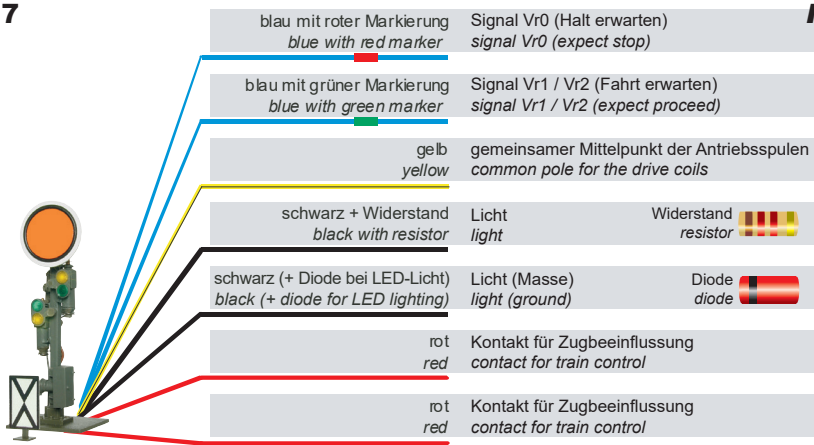 7
blau mit roter Markierung Signal Vr0 (Halt erwarten)
blue with red marker signal Vr0 (expect stop)
blau mit grüner Markierung Signal Vr1 / Vr2 (Fahrt erwarten)
blue with green marker signal Vr1 / Vr2 (expect proceed)
gelb gemeinsamer Mittelpunkt der Antriebsspulen
yellow common pole for the drive coils
schwarz + Widerstand Licht Widerstand
black with resistor light resistor
schwarz (+ Diode bei LED-Licht) Licht (Masse) Diode
black (+ diode for LED lighting) light (ground) diode
rot Kontakt für Zugbeeinflussung
red contact for train control
rot Kontakt für Zugbeeinflussung
red contact for train control